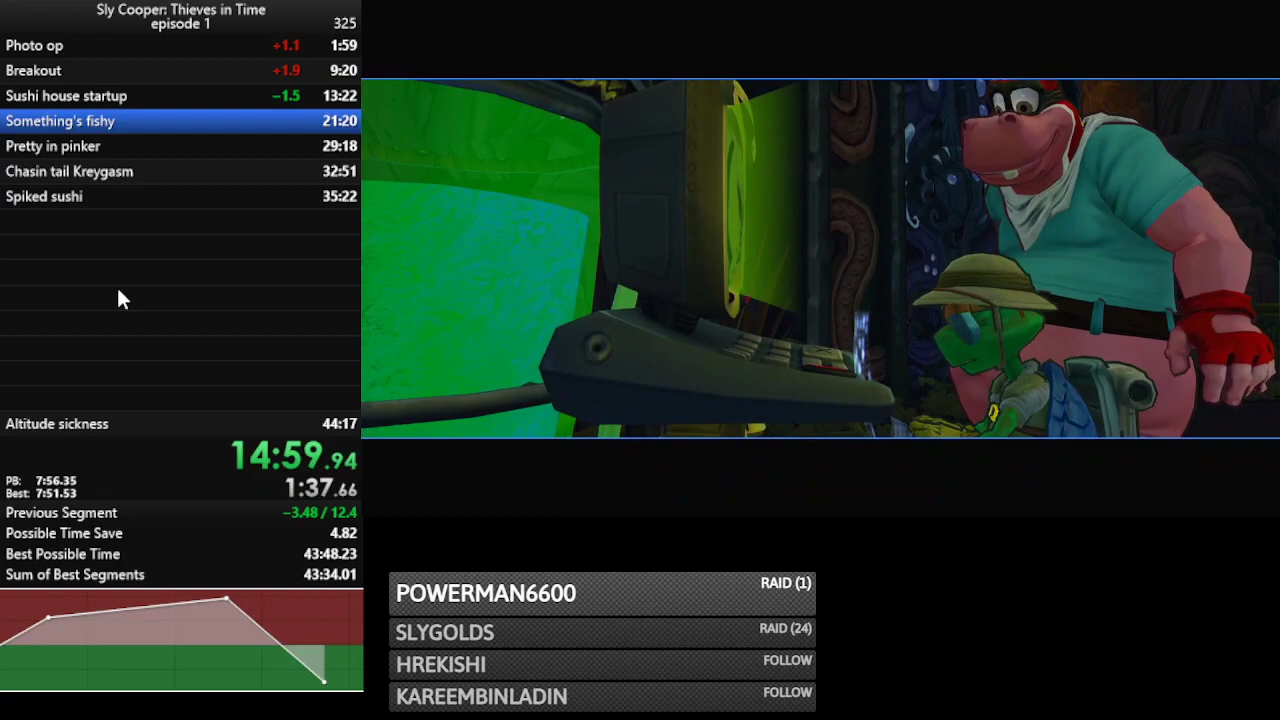 Sly Cooper: Thieves in Time
episode 1 325
Photo op +1.1 1:59
Breakout +1.9 9:20
Sushi house startup −1.5 13:22
Something's fishy 21:20
Pretty in pinker 29:18
Chasin tail Kreygasm 32:51
Spiked sushi 35:22
Altitude sickness 44:17
14:59.94
PB: 7:56.35
Best: 7:51.53
1:37.66
Previous Segment −3.48 / 12.4
Possible Time Save 4.82
Best Possible Time 43:48.23
Sum of Best Segments 43:34.01
POWERMAN6600 RAID (1)
SLYGOLDS RAID (24)
HREKISHI FOLLOW
KAREEMBINLADIN FOLLOW